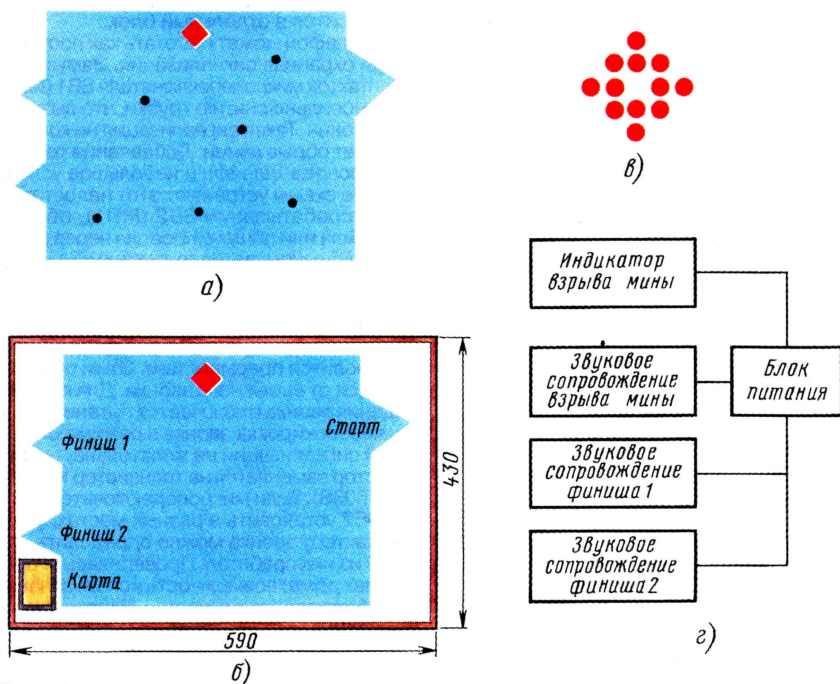 а)
в)
Индикатор
взрыва мины
Звуковое
сопровождение
взрыва мины
Звуковое
сопровождение
финиша 1
Звуковое
сопровождение
финиша 2
Блок
питания
г)
Финиш 1
Старт
Финиш 2
Карта
430
590
б)